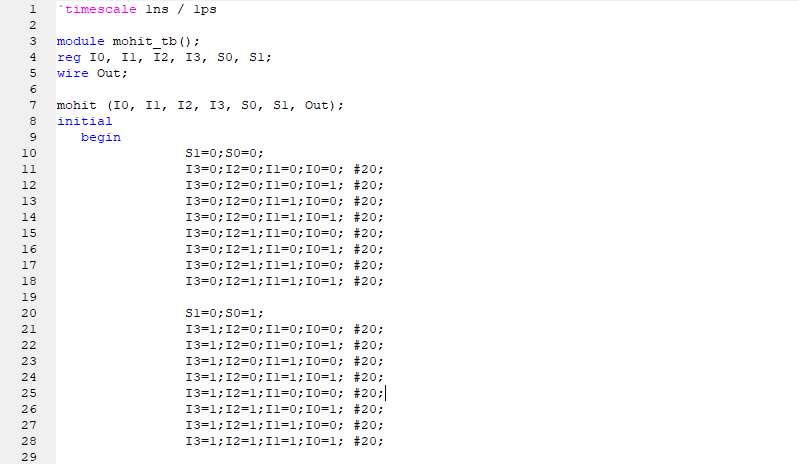 1 `timescale 1ns / 1ps
2
3 module mohit_tb();
4 reg I0, I1, I2, I3, S0, S1;
5 wire Out;
6
7 mohit (I0, I1, I2, I3, S0, S1, Out);
8 initial
9 begin
10 S1=0;S0=0;
11 I3=0;I2=0;I1=0;I0=0; #20;
12 I3=0;I2=0;I1=0;I0=1; #20;
13 I3=0;I2=0;I1=1;I0=0; #20;
14 I3=0;I2=0;I1=1;I0=1; #20;
15 I3=0;I2=1;I1=0;I0=0; #20;
16 I3=0;I2=1;I1=0;I0=1; #20;
17 I3=0;I2=1;I1=1;I0=0; #20;
18 I3=0;I2=1;I1=1;I0=1; #20;
19
20 S1=0;S0=1;
21 I3=1;I2=0;I1=0;I0=0; #20;
22 I3=1;I2=0;I1=0;I0=1; #20;
23 I3=1;I2=0;I1=1;I0=0; #20;
24 I3=1;I2=0;I1=1;I0=1; #20;
25 I3=1;I2=1;I1=0;I0=0; #20;
26 I3=1;I2=1;I1=0;I0=1; #20;
27 I3=1;I2=1;I1=1;I0=0; #20;
28 I3=1;I2=1;I1=1;I0=1; #20;
29